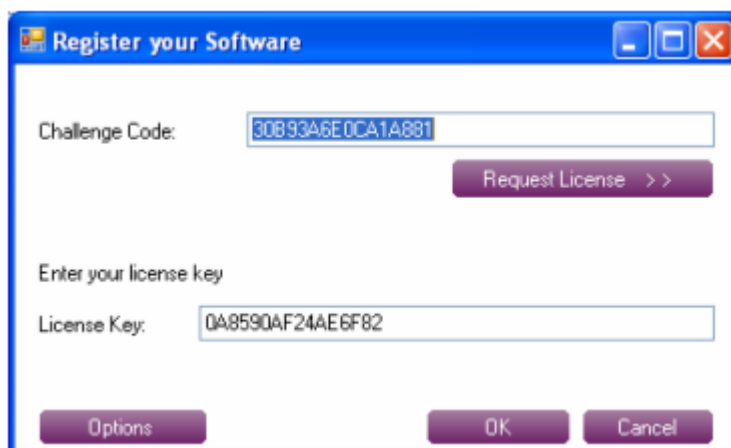 Register your Software
Challenge Code: 30B93A6E0CA1A881
Request License >>
Enter your license key
License Key: 0A8590AF24AE6F82
Options OK Cancel